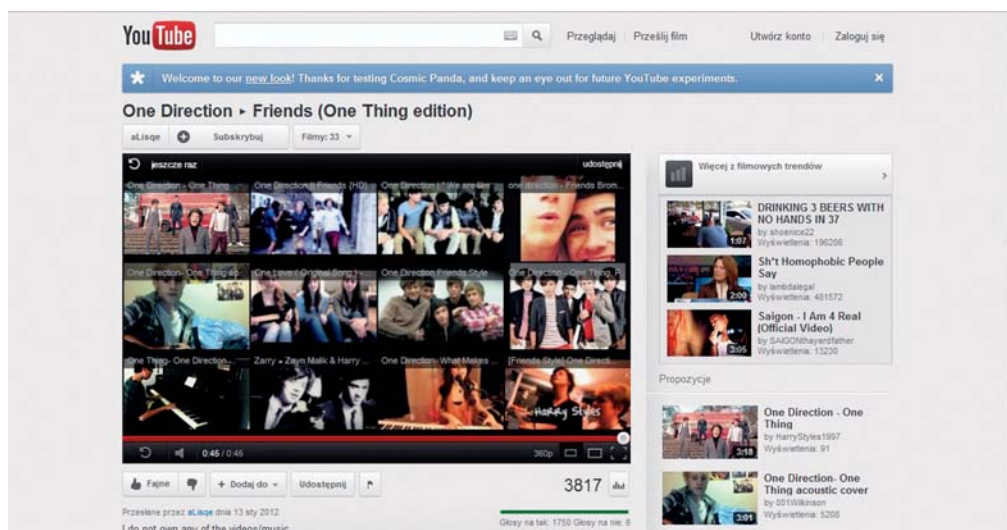 YouTube
Przeglądaj
Prześlij film
Utwórz konto
Zaloguj się
Welcome to our new look! Thanks for testing Cosmic Panda, and keep an eye out for future YouTube experiments.
One Direction ▸ Friends (One Thing edition)
aLisqe
Subskrybuj
Filmy: 33
jeszcze raz
udostępnij
One Direction - One Thing
One Direction || Friends [HD]
One Direction | " We are like
one direction - Friends Brom...
One Direction- One Thing ac...
One Love ( Original Song ) -
One Direction Friends Style
One Direction - One Thing,
One Thing- One Direction
Zarry ▸ Zayn Malik & Harry ...
One Direction- What Makes
[Friends Style] One Directi...
HARRY STYLES
0:45 / 0:45
360p
Fajne
+ Dodaj do
Udostępnij
3817
Przesłane przez aLisqe dnia 13 sty 2012
Głosy na tak: 1750 Głosy na nie: 6
I do not own any of the videos/music
Więcej z filmowych trendów
DRINKING 3 BEERS WITH
NO HANDS IN 37
by shoenice22
Wyświetlenia: 196206
1:07
Sh*t Homophobic People
Say
by lambdalegal
Wyświetlenia: 481572
2:00
Saigon - I Am 4 Real
(Official Video)
by SAIGONthayardfather
Wyświetlenia: 13230
3:05
Propozycje
One Direction - One
Thing
by HarryStyles1997
Wyświetlenia: 91
3:18
One Direction- One
Thing acoustic cover
by 001Wilkinson
Wyświetlenia: 5208
3:01